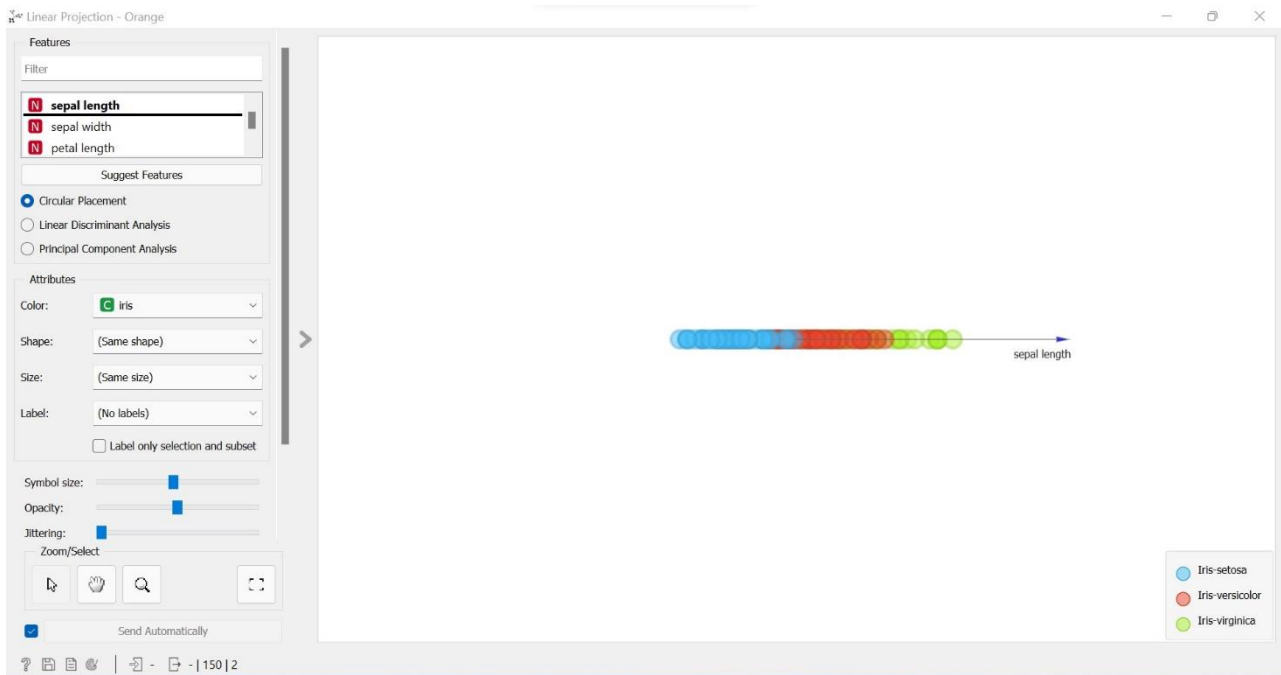 Linear Projection - Orange
Features
Filter
N sepal length
N sepal width
N petal length
Suggest Features
Circular Placement
Linear Discriminant Analysis
Principal Component Analysis
Attributes
Color: C iris
Shape: (Same shape)
Size: (Same size)
Label: (No labels)
Label only selection and subset
Symbol size:
Opacity:
Jittering:
Zoom/Select
Send Automatically
? - - | 150 | 2
sepal length
Iris-setosa
Iris-versicolor
Iris-virginica